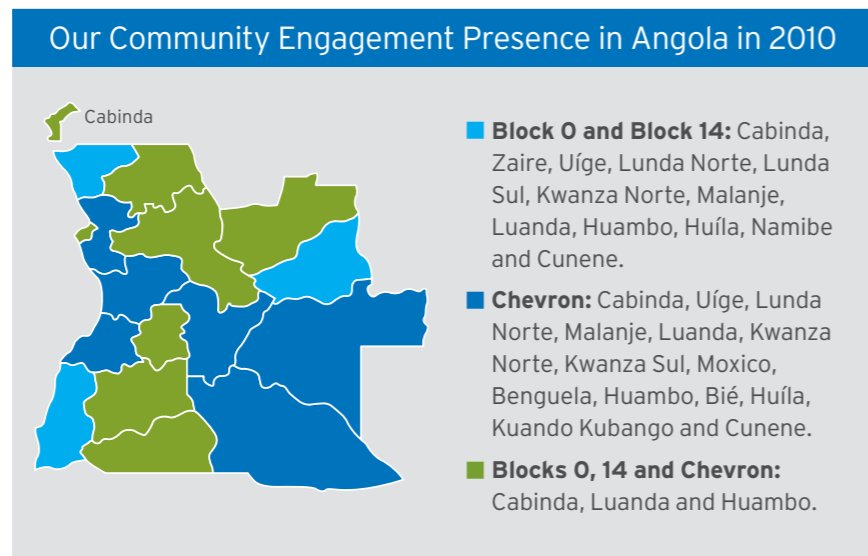 Our Community Engagement Presence in Angola in 2010
Cabinda
Block 0 and Block 14: Cabinda,
Zaire, Uíge, Lunda Norte, Lunda
Sul, Kwanza Norte, Malanje,
Luanda, Huambo, Huíla, Namibe
and Cunene.
Chevron: Cabinda, Uíge, Lunda
Norte, Malanje, Luanda, Kwanza
Norte, Kwanza Sul, Moxico,
Benguela, Huambo, Bié, Huíla,
Kuando Kubango and Cunene.
Blocks 0, 14 and Chevron:
Cabinda, Luanda and Huambo.